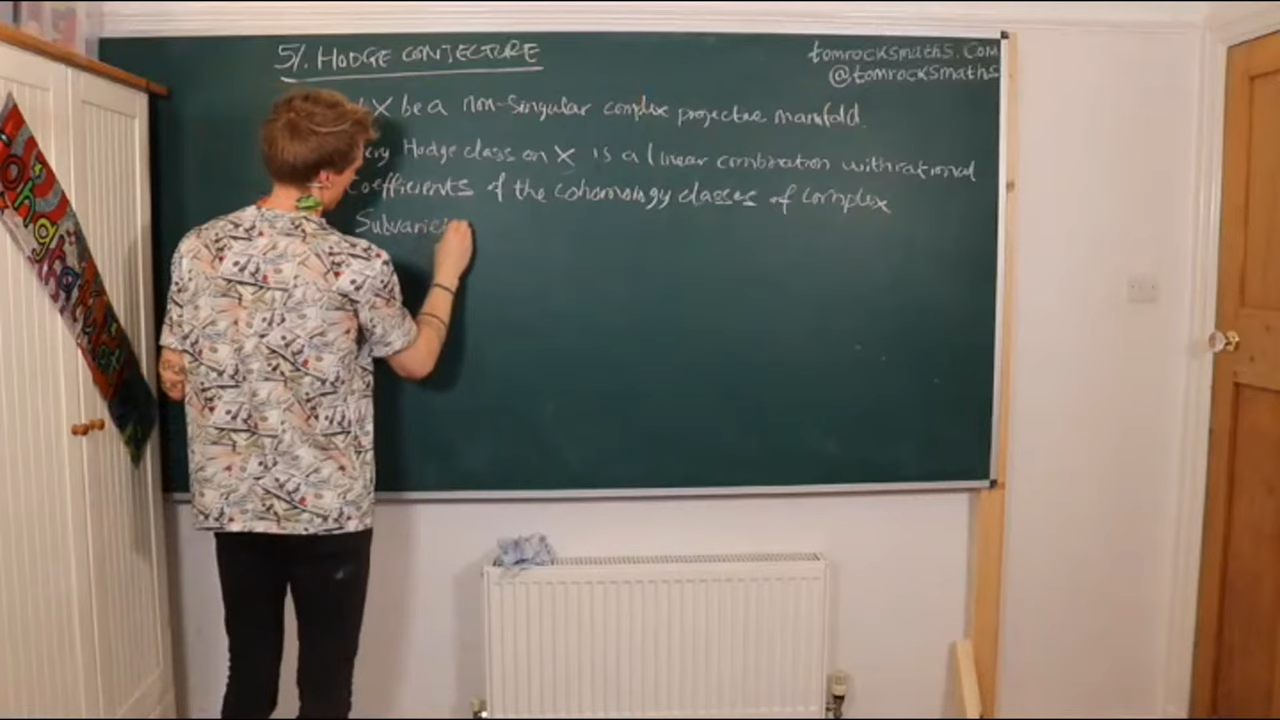 5/. HODGE CONJECTURE
tomrocksmaths.com
@tomrocksmaths
X be a non-singular complex projective manifold.
Hodge class on X is a linear combination with rational
Coefficients of the cohomology classes of complex
Subvarie